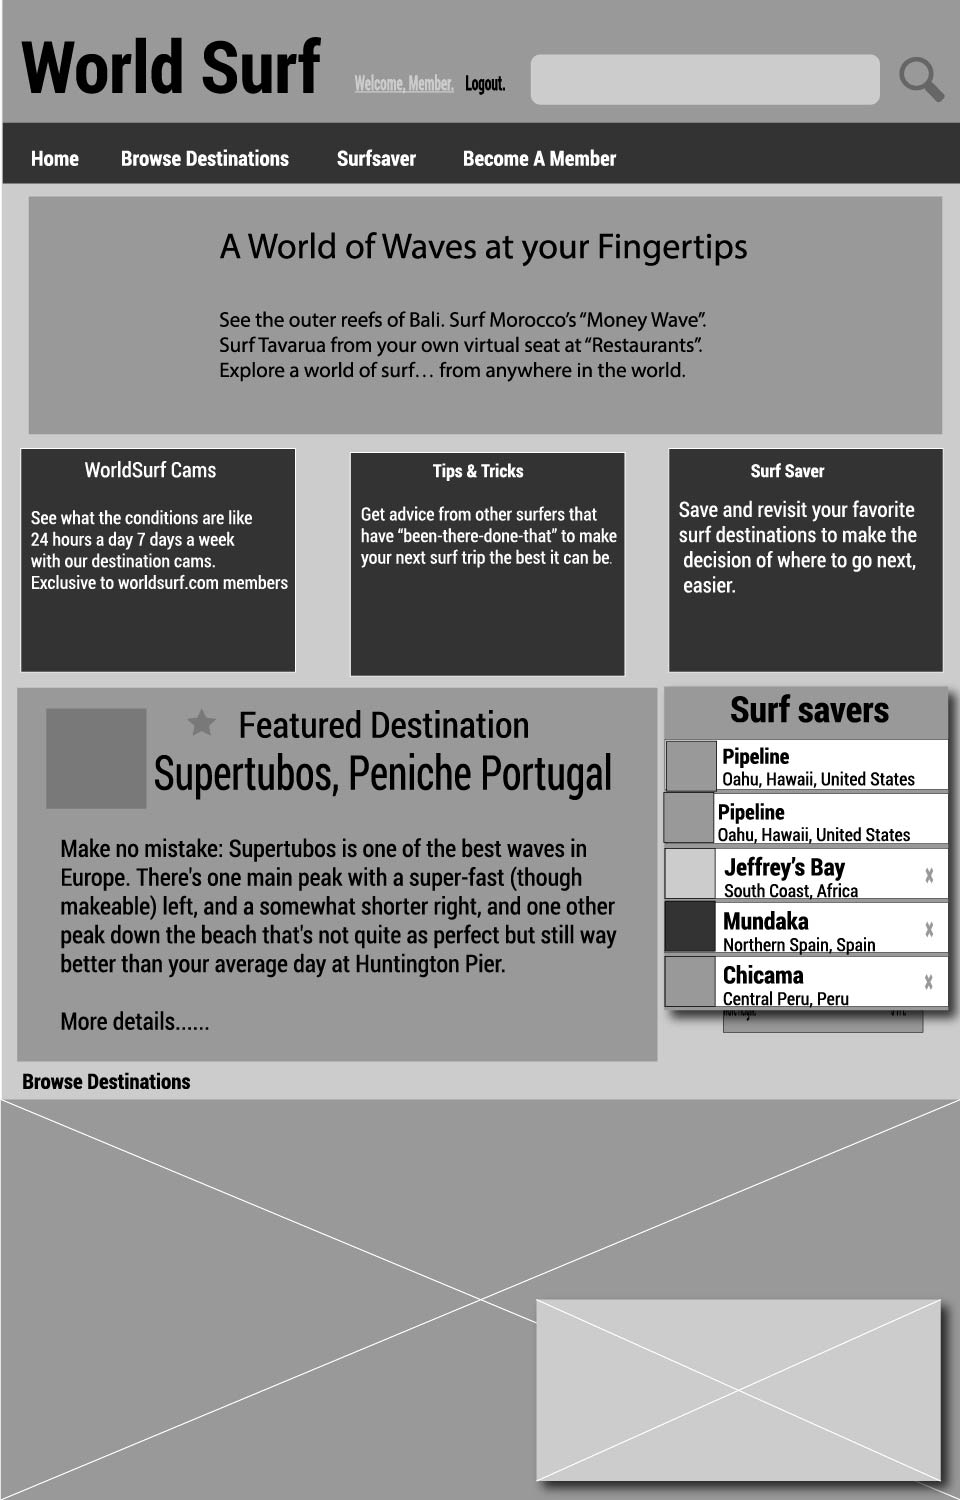 World Surf
Welcome, Member. Logout.
Home Browse Destinations Surfsaver Become A Member
A World of Waves at your Fingertips
See the outer reefs of Bali. Surf Morocco's “Money Wave”.
Surf Tavarua from your own virtual seat at “Restaurants”.
Explore a world of surf… from anywhere in the world.
WorldSurf Cams
See what the conditions are like
24 hours a day 7 days a week
with our destination cams.
Exclusive to worldsurf.com members
Tips & Tricks
Get advice from other surfers that
have “been-there-done-that” to make
your next surf trip the best it can be.
Surf Saver
Save and revisit your favorite
surf destinations to make the
decision of where to go next,
easier.
Featured Destination
Supertubos, Peniche Portugal
Make no mistake: Supertubos is one of the best waves in
Europe. There's one main peak with a super-fast (though
makeable) left, and a somewhat shorter right, and one other
peak down the beach that's not quite as perfect but still way
better than your average day at Huntington Pier.
More details......
Surf savers
Pipeline
Oahu, Hawaii, United States
Pipeline
Oahu, Hawaii, United States
Jeffrey's Bay x
South Coast, Africa
Mundaka x
Northern Spain, Spain
Chicama x
Central Peru, Peru
Browse Destinations